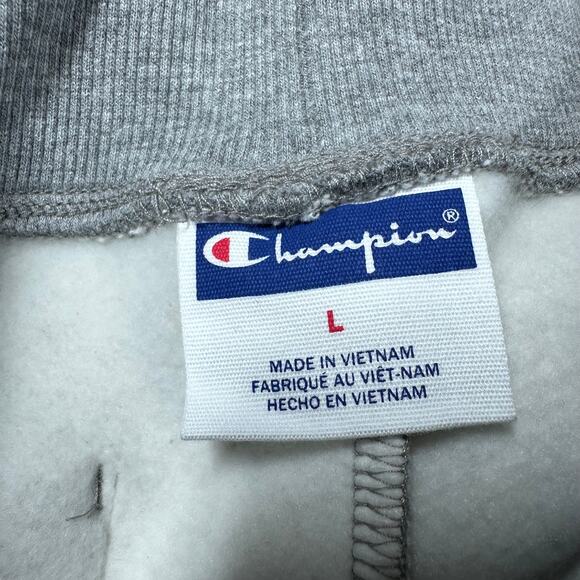 Champion®
L
MADE IN VIETNAM
FABRIQUÉ AU VIÊT-NAM
HECHO EN VIETNAM